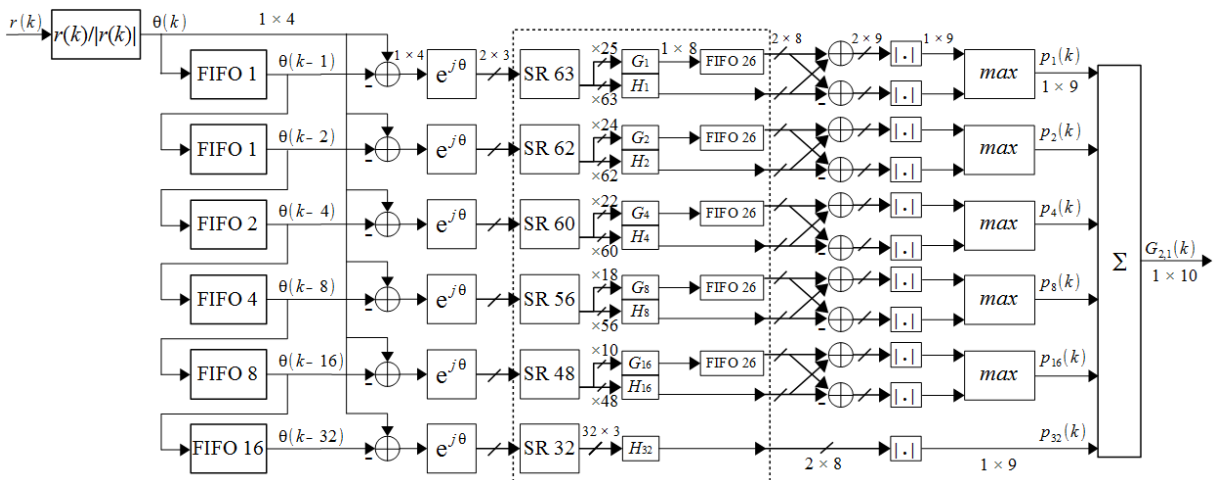 r(k)
r(k)/|r(k)|
θ(k)
1 × 4
FIFO 1
θ(k– 1)
1 × 4
e^jθ
2 × 3
SR 63
×25
×63
G1
H1
1 × 8
FIFO 26
2 × 8
2 × 9
|.|
|.|
1 × 9
max
p1(k)
1 × 9
FIFO 1
θ(k– 2)
e^jθ
SR 62
×24
×62
G2
H2
FIFO 26
|.|
|.|
max
p2(k)
FIFO 2
θ(k– 4)
e^jθ
SR 60
×22
×60
G4
H4
FIFO 26
|.|
|.|
max
p4(k)
FIFO 4
θ(k– 8)
e^jθ
SR 56
×18
×56
G8
H8
FIFO 26
|.|
|.|
max
p8(k)
Σ
G2,1(k)
1 × 10
FIFO 8
θ(k– 16)
e^jθ
SR 48
×10
×48
G16
H16
FIFO 26
|.|
|.|
max
p16(k)
FIFO 16
θ(k– 32)
e^jθ
SR 32
32 × 3
H32
2 × 8
|.|
1 × 9
p32(k)